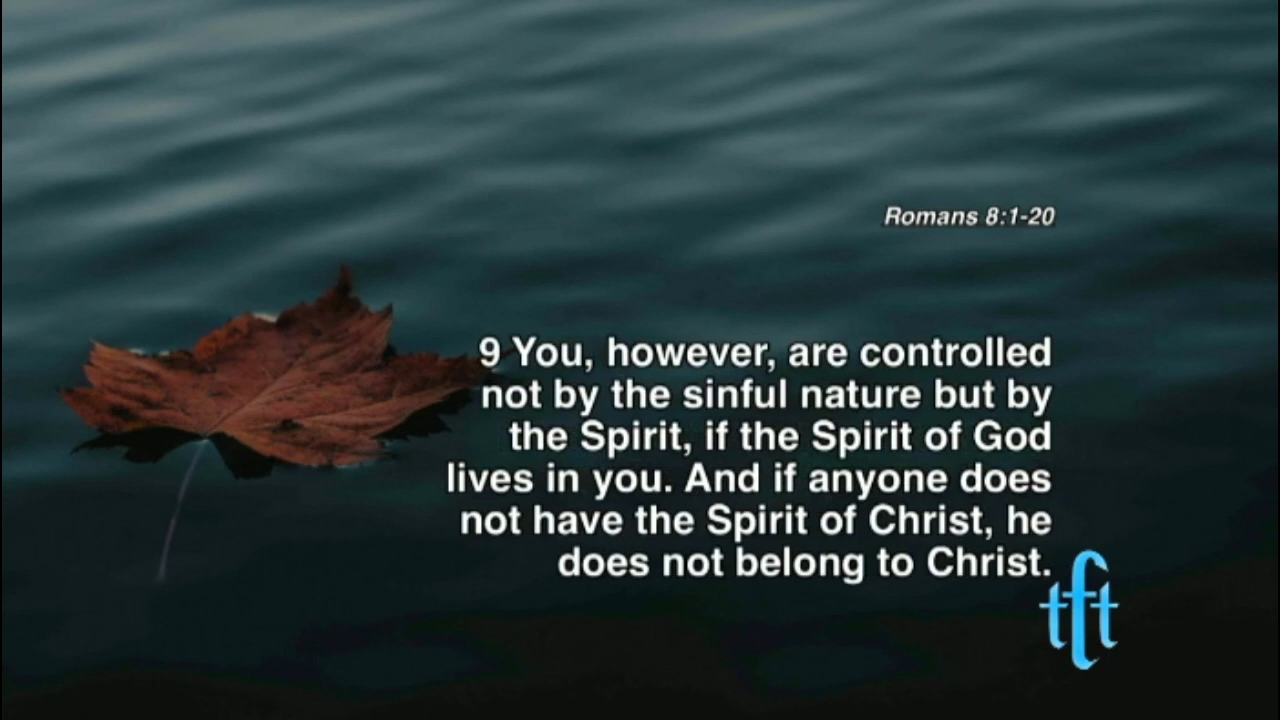 Romans 8:1-20
9 You, however, are controlled
not by the sinful nature but by
the Spirit, if the Spirit of God
lives in you. And if anyone does
not have the Spirit of Christ, he
does not belong to Christ.
tft